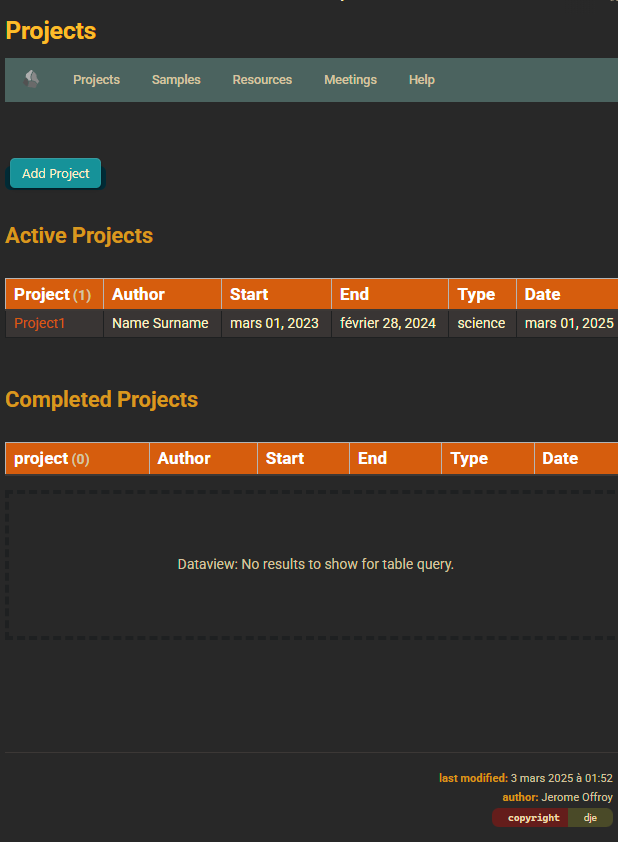 Projects
Projects Samples Resources Meetings Help
Add Project
Active Projects
Project (1) Author Start End Type Date
Project1 Name Surname mars 01, 2023 février 28, 2024 science mars 01, 2025
Completed Projects
project (0) Author Start End Type Date
Dataview: No results to show for table query.
last modified: 3 mars 2025 à 01:52
author: Jerome Offroy
copyright dje